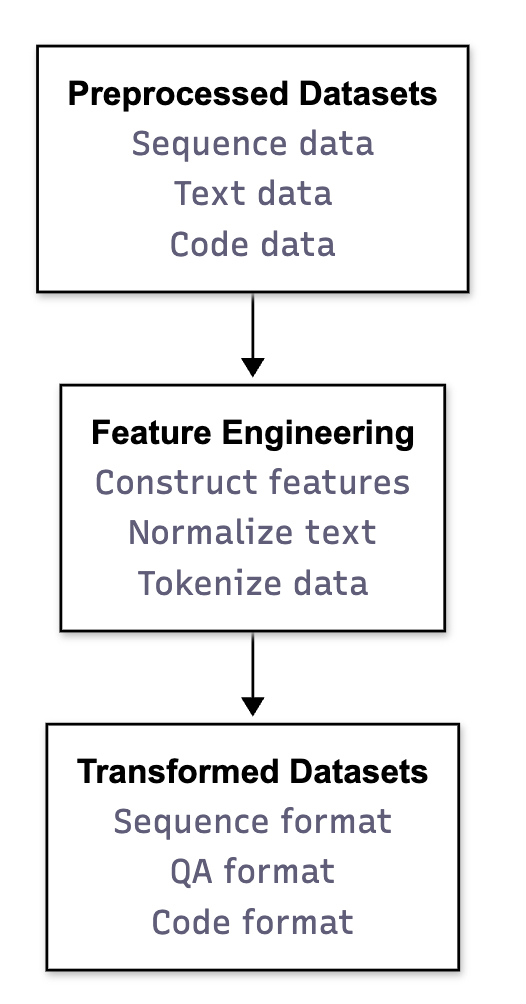 Preprocessed Datasets
Sequence data
Text data
Code data
Feature Engineering
Construct features
Normalize text
Tokenize data
Transformed Datasets
Sequence format
QA format
Code format